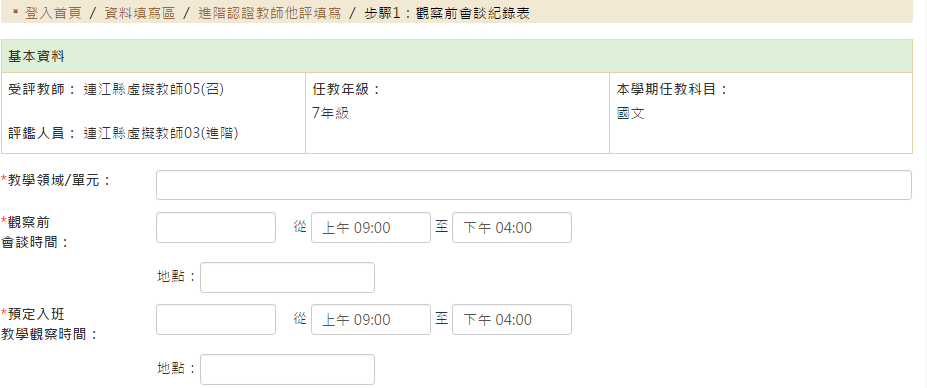 登入首頁 / 資料填寫區 / 進階認證教師他評填寫 / 步驟1：觀察前會談紀錄表
基本資料
受評教師： 連江縣虛擬教師05(召)
評鑑人員： 連江縣虛擬教師03(進階)
任教年級：
7年級
本學期任教科目：
國文
*教學領域/單元：
*觀察前
會談時間：
從 上午 09:00 至 下午 04:00
地點：
*預定入班
教學觀察時間：
從 上午 09:00 至 下午 04:00
地點：